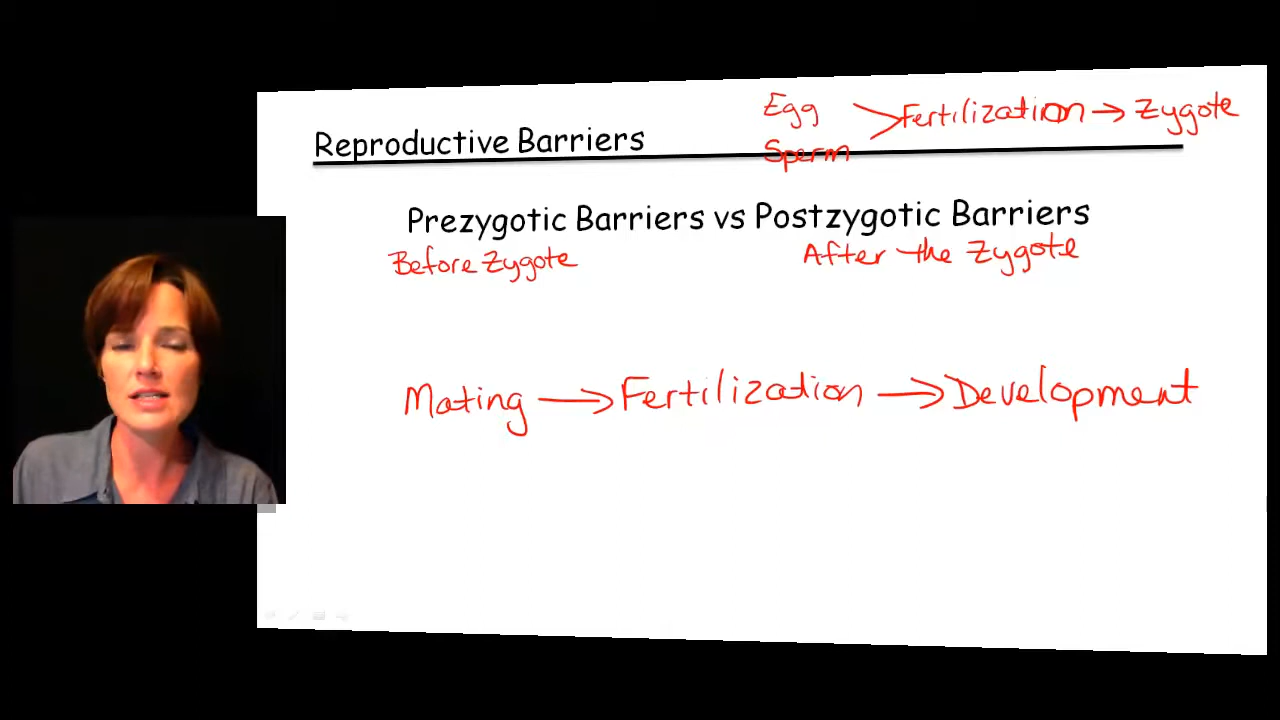 Egg
Sperm
Fertilization → Zygote
Reproductive Barriers
Prezygotic Barriers vs Postzygotic Barriers
Before Zygote
After the Zygote
Mating → Fertilization → Development